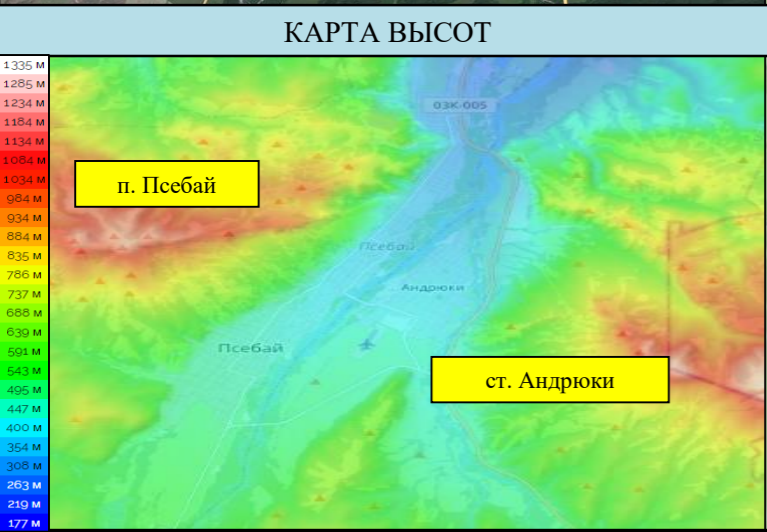 КАРТА ВЫСОТ
1335 м
1285 м
1234 м
1184 м
1134 м
1084 м
1034 м
984 м
934 м
884 м
835 м
786 м
737 м
688 м
639 м
591 м
543 м
495 м
447 м
400 м
354 м
308 м
263 м
219 м
177 м
03К-005
п. Псебай
Псебай
Андрюки
Псебай
ст. Андрюки